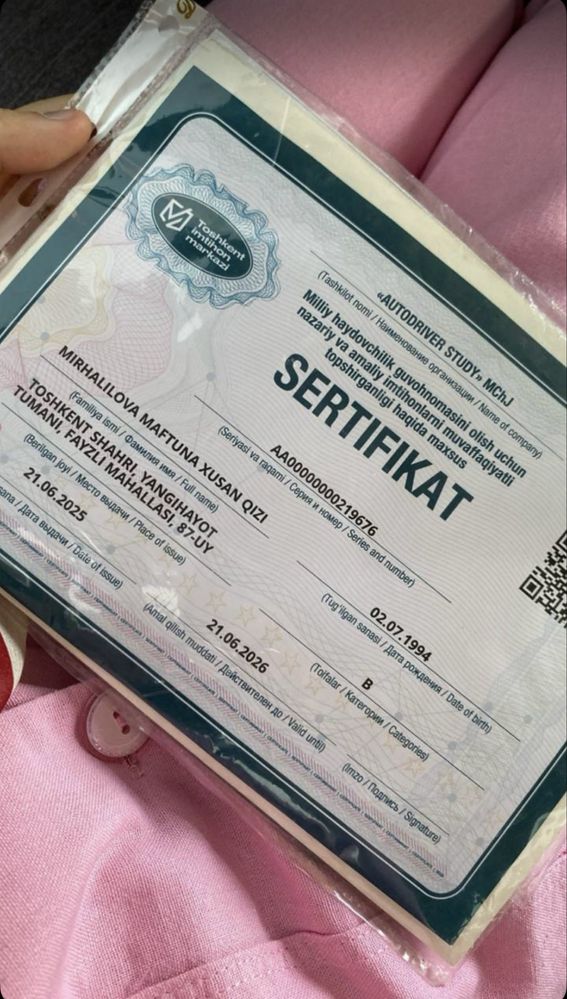 Toshkent
imtihon
markazi
«AUTODRIVER STUDY» MChJ
(Tashkilot nomi / Наименование организации / Name of company)
Milliy haydovchilik guvohnomasini olish uchun
nazariy va amaliy imtihonlarni muvaffaqiyatli
topshirganligi haqida maxsus
SERTIFIKAT
AA00000000219676
(Seriyasi va raqami / Серия и номер / Series and number)
MIRHALILOVA MAFTUNA XUSAN QIZI
(Familiya ismi / Фамилия имя / Full name)
02.07.1994
(Tug'ilgan sanasi / Дата рождения / Date of birth)
TOSHKENT SHAHRI, YANGIHAYOT
TUMANI, FAYZLI MAHALLASI, 87-UY
(Berilgan joyi / Место выдачи / Place of issue)
B
(Toifalar / Категории / Categories)
21.06.2025
sana / Дата выдачи / Date of issue)
21.06.2026
(Amal qilish muddati / Действителен до / Valid until)
(Imzo / Подпись / Signature)